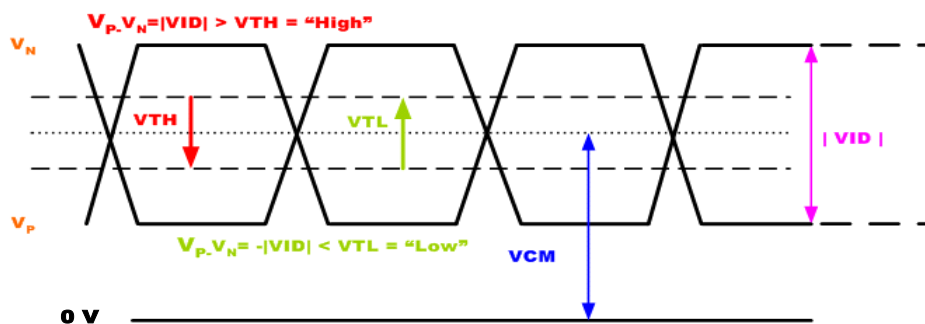 VP-VN=|VID| > VTH = “High”
VN
VTH
VTL
| VID |
VP
VP-VN= -|VID| < VTL = “Low”
VCM
0 V